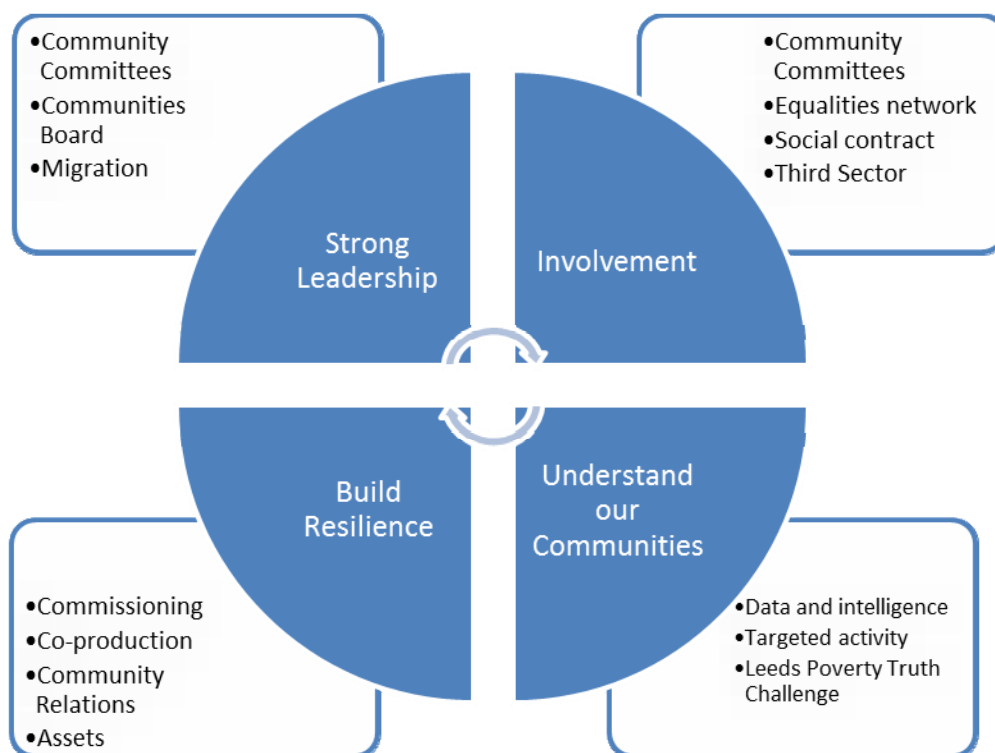 •Community
Committees
•Communities
Board
•Migration
•Community
Committees
•Equalities network
•Social contract
•Third Sector
Strong
Leadership
Involvement
Build
Resilience
Understand
our
Communities
•Commissioning
•Co-production
•Community
Relations
•Assets
•Data and intelligence
•Targeted activity
•Leeds Poverty Truth
Challenge